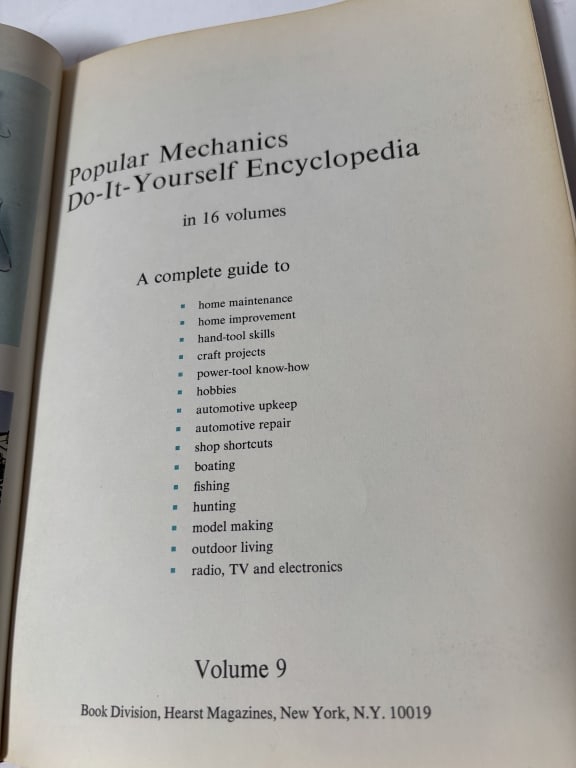 Popular Mechanics
Do-It-Yourself Encyclopedia
in 16 volumes
A complete guide to
▪ home maintenance
▪ home improvement
▪ hand-tool skills
▪ craft projects
▪ power-tool know-how
▪ hobbies
▪ automotive upkeep
▪ automotive repair
▪ shop shortcuts
▪ boating
▪ fishing
▪ hunting
▪ model making
▪ outdoor living
▪ radio, TV and electronics
Volume 9
Book Division, Hearst Magazines, New York, N.Y. 10019